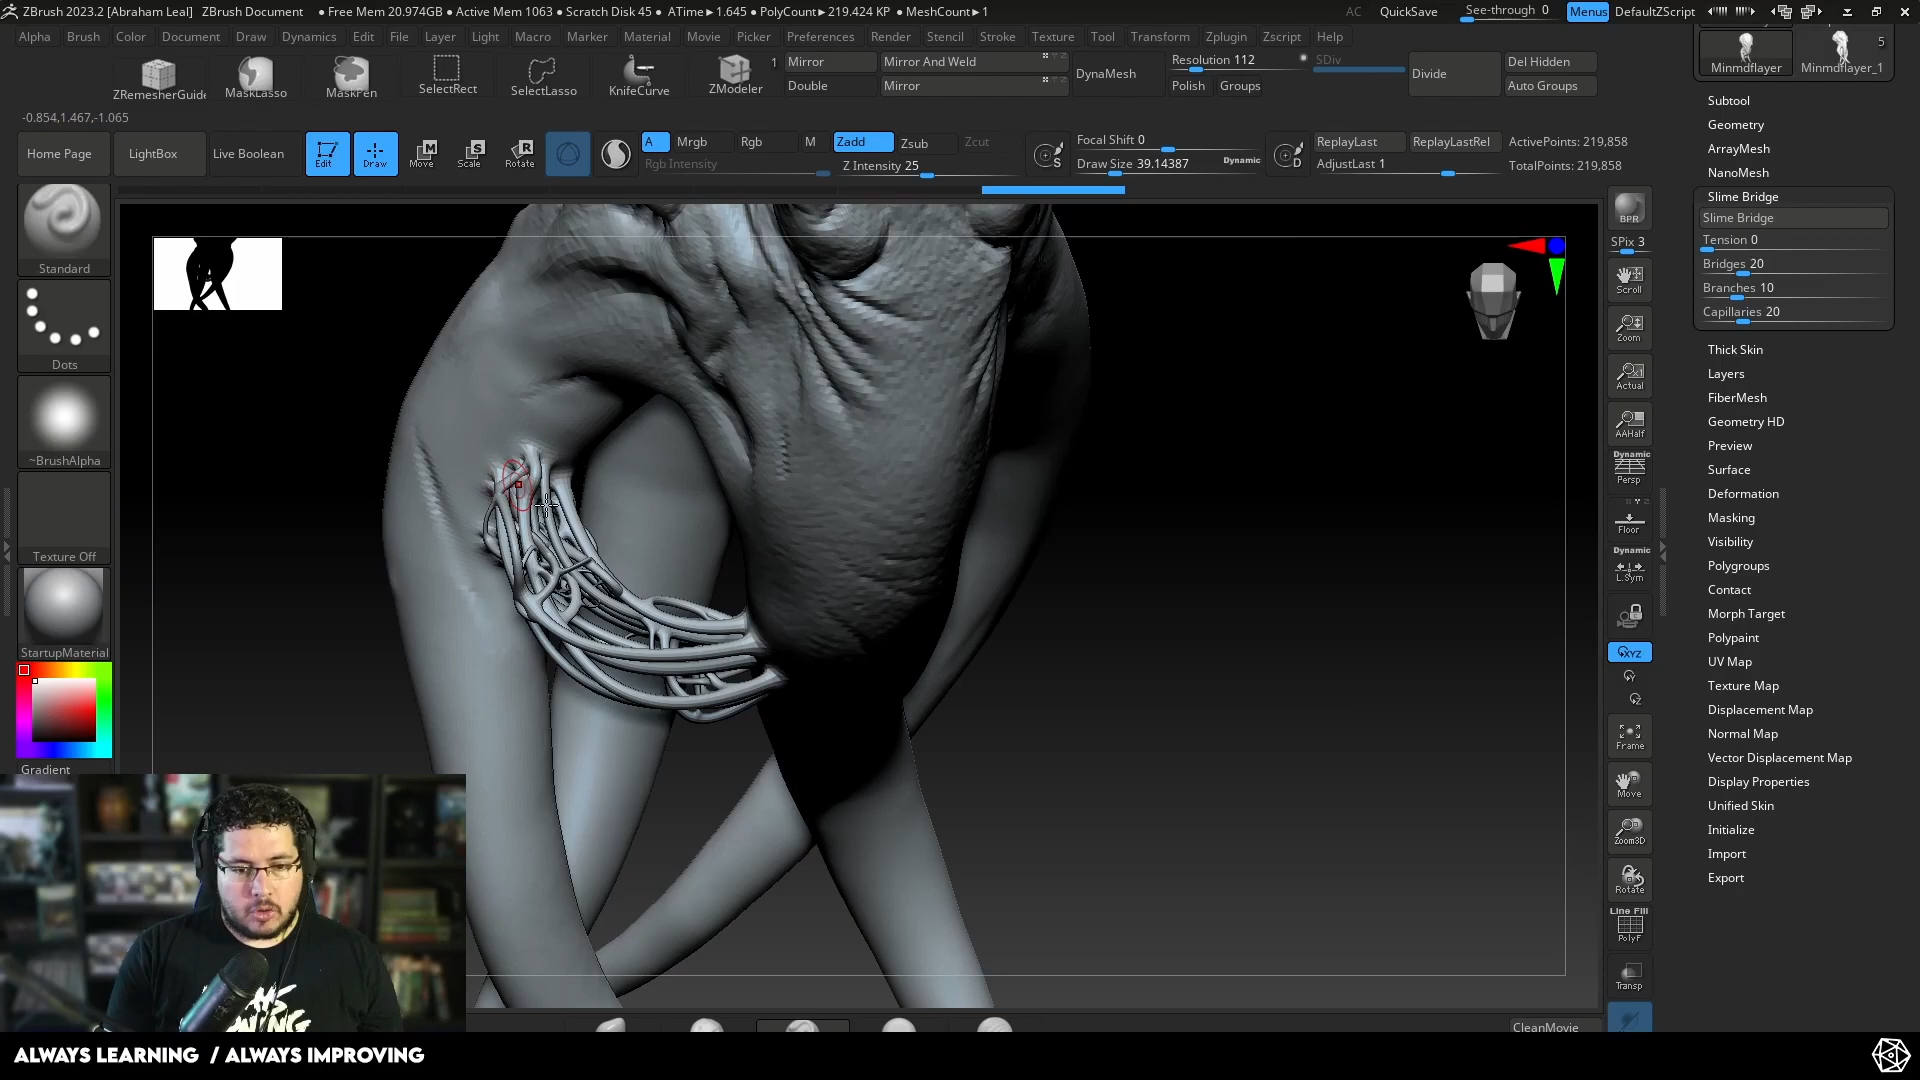 ZBrush 2023.2 [Abraham Leal] ZBrush Document • Free Mem 20.974GB • Active Mem 1063 • Scratch Disk 45 • ATime►1.645 • PolyCount►219.424 KP • MeshCount►1 AC QuickSave See-through 0 Menus DefaultZScript
Alpha Brush Color Document Draw Dynamics Edit File Layer Light Macro Marker Material Movie Picker Preferences Render Stencil Stroke Texture Tool Transform Zplugin Zscript Help
ZRemesherGuide MaskLasso MaskPen SelectRect SelectLasso KnifeCurve ZModeler 1
Mirror Mirror And Weld
Double Mirror
DynaMesh
Resolution 112
Polish Groups
SDiv
Divide
Del Hidden
Auto Groups
-0.854,1.467,-1.065
Home Page LightBox Live Boolean Edit Draw Move Scale Rotate
M S R
A Mrgb Rgb M Zadd Zsub Zcut
Rgb Intensity Z Intensity 25
S
Focal Shift 0
Draw Size 39.14387 Dynamic
D
ReplayLast ReplayLastRel
AdjustLast 1
ActivePoints: 219,858
TotalPoints: 219,858
Standard
Dots
~BrushAlpha
Texture Off
StartupMaterial
Gradient
BPR
SPix 3
Scroll
Zoom
Actual
AAHalf
Dynamic
Persp
Floor
Dynamic
L.Sym
XYZ
Y
Z
Frame
Move
Zoom3D
Rotate
Line Fill
PolyF
Transp
5
Minmdflayer Minmdflayer_1
Subtool
Geometry
ArrayMesh
NanoMesh
Slime Bridge
Slime Bridge
Tension 0
Bridges 20
Branches 10
Capillaries 20
Thick Skin
Layers
FiberMesh
Geometry HD
Preview
Surface
Deformation
Masking
Visibility
Polygroups
Contact
Morph Target
Polypaint
UV Map
Texture Map
Displacement Map
Normal Map
Vector Displacement Map
Display Properties
Unified Skin
Initialize
Import
Export
CleanMovie
ALWAYS LEARNING / ALWAYS IMPROVING